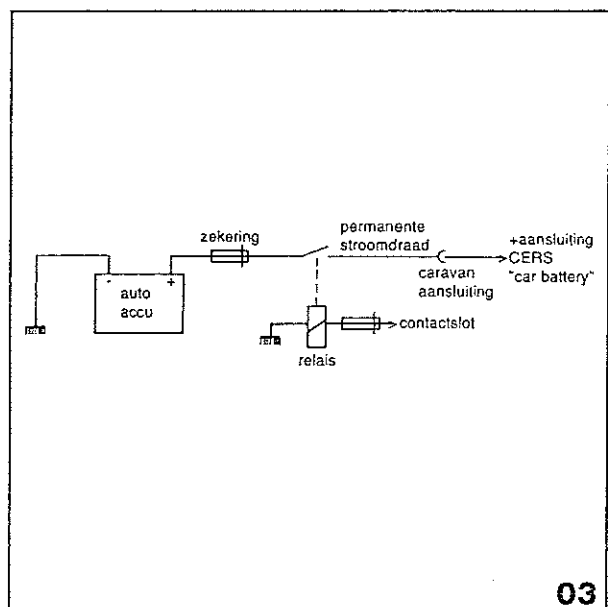 zekering
permanente
stroomdraad
+aansluiting
CERS
"car battery"
caravan
aansluiting
- +
auto
accu
contactslot
relais
03